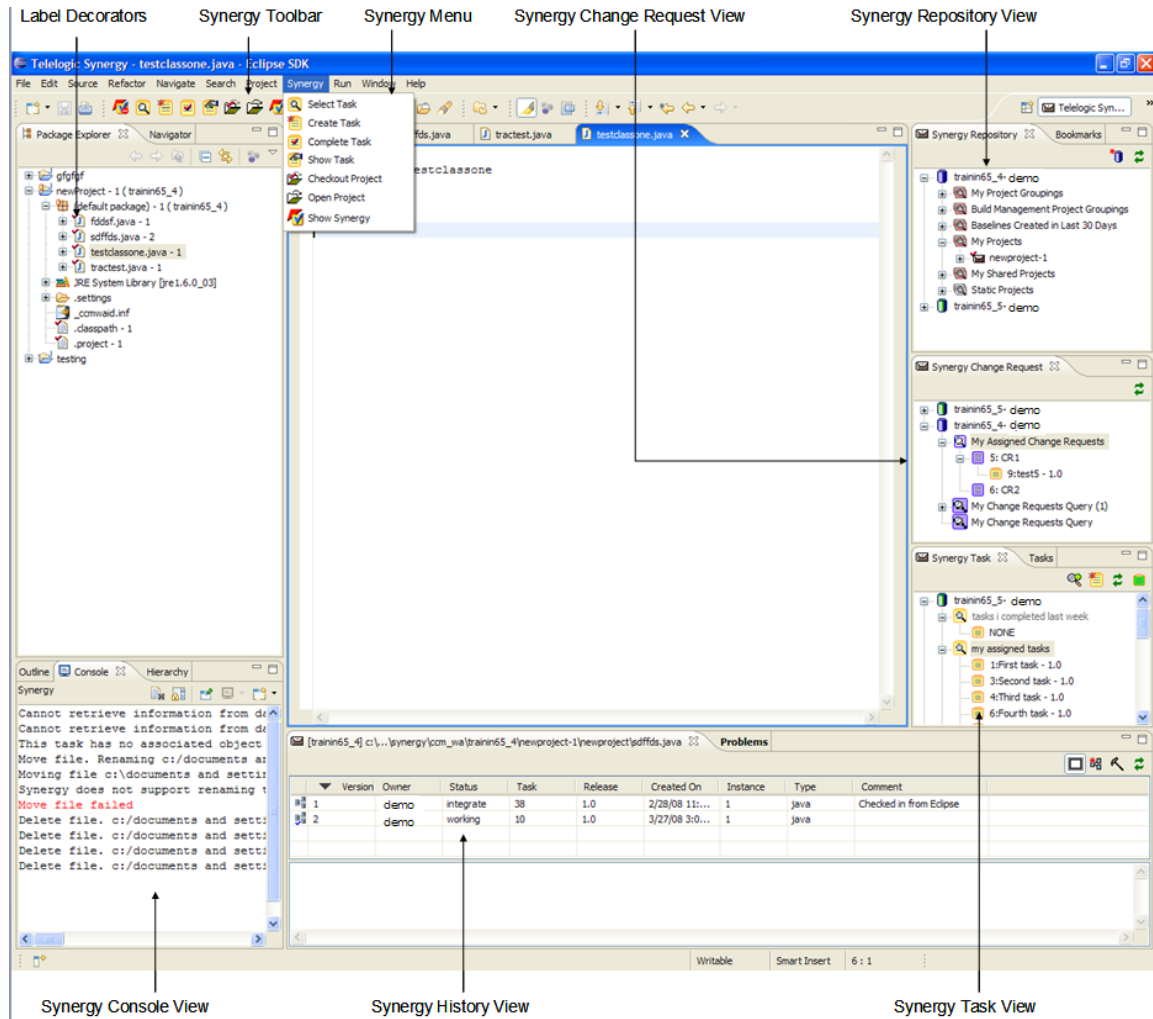 Label Decorators Synergy Toolbar Synergy Menu Synergy Change Request View Synergy Repository View
Telelogic Synergy - testclassone.java - Eclipse SDK
File Edit Source Refactor Navigate Search Project Synergy Run Window Help
Telelogic Syn...
Select Task
Create Task
Complete Task
Show Task
Checkout Project
Open Project
Show Synergy
Package Explorer Navigator
gfgfgf
newProject - 1 ( trainin65_4 )
(default package) - 1 ( trainin65_4 )
fddsf.java - 1
sdffds.java - 2
testclassone.java - 1
tractest.java - 1
JRE System Library [jre1.6.0_03]
.settings
_ccmwaid.inf
.classpath - 1
.project - 1
testing
ffds.java tractest.java testclassone.java
estclassone
Synergy Repository Bookmarks
trainin65_4- demo
My Project Groupings
Build Management Project Groupings
Baselines Created in Last 30 Days
My Projects
newproject-1
My Shared Projects
Static Projects
trainin65_5- demo
Synergy Change Request
trainin65_5- demo
trainin65_4- demo
My Assigned Change Requests
5: CR1
9:test5 - 1.0
6: CR2
My Change Requests Query (1)
My Change Requests Query
Synergy Task Tasks
trainin65_5- demo
tasks i completed last week
NONE
my assigned tasks
1:First task - 1.0
3:Second task - 1.0
4:Third task - 1.0
6:Fourth task - 1.0
Outline Console Hierarchy
Synergy
Cannot retrieve information from da
Cannot retrieve information from da
This task has no associated object
Move file. Renaming c:/documents an
Moving file c:\documents and settin
Synergy does not support renaming t
Move file failed
Delete file. c:/documents and setti
Delete file. c:/documents and setti
Delete file. c:/documents and setti
Delete file. c:/documents and setti
[trainin65_4] c:\...\synergy\ccm_wa\trainin65_4\newproject-1\newproject\sdffds.java Problems
Version Owner Status Task Release Created On Instance Type Comment
1 demo integrate 38 1.0 2/28/08 11:... 1 java Checked in from Eclipse
2 demo working 10 1.0 3/27/08 3:0... 1 java
Writable Smart Insert 6 : 1
Synergy Console View Synergy History View Synergy Task View